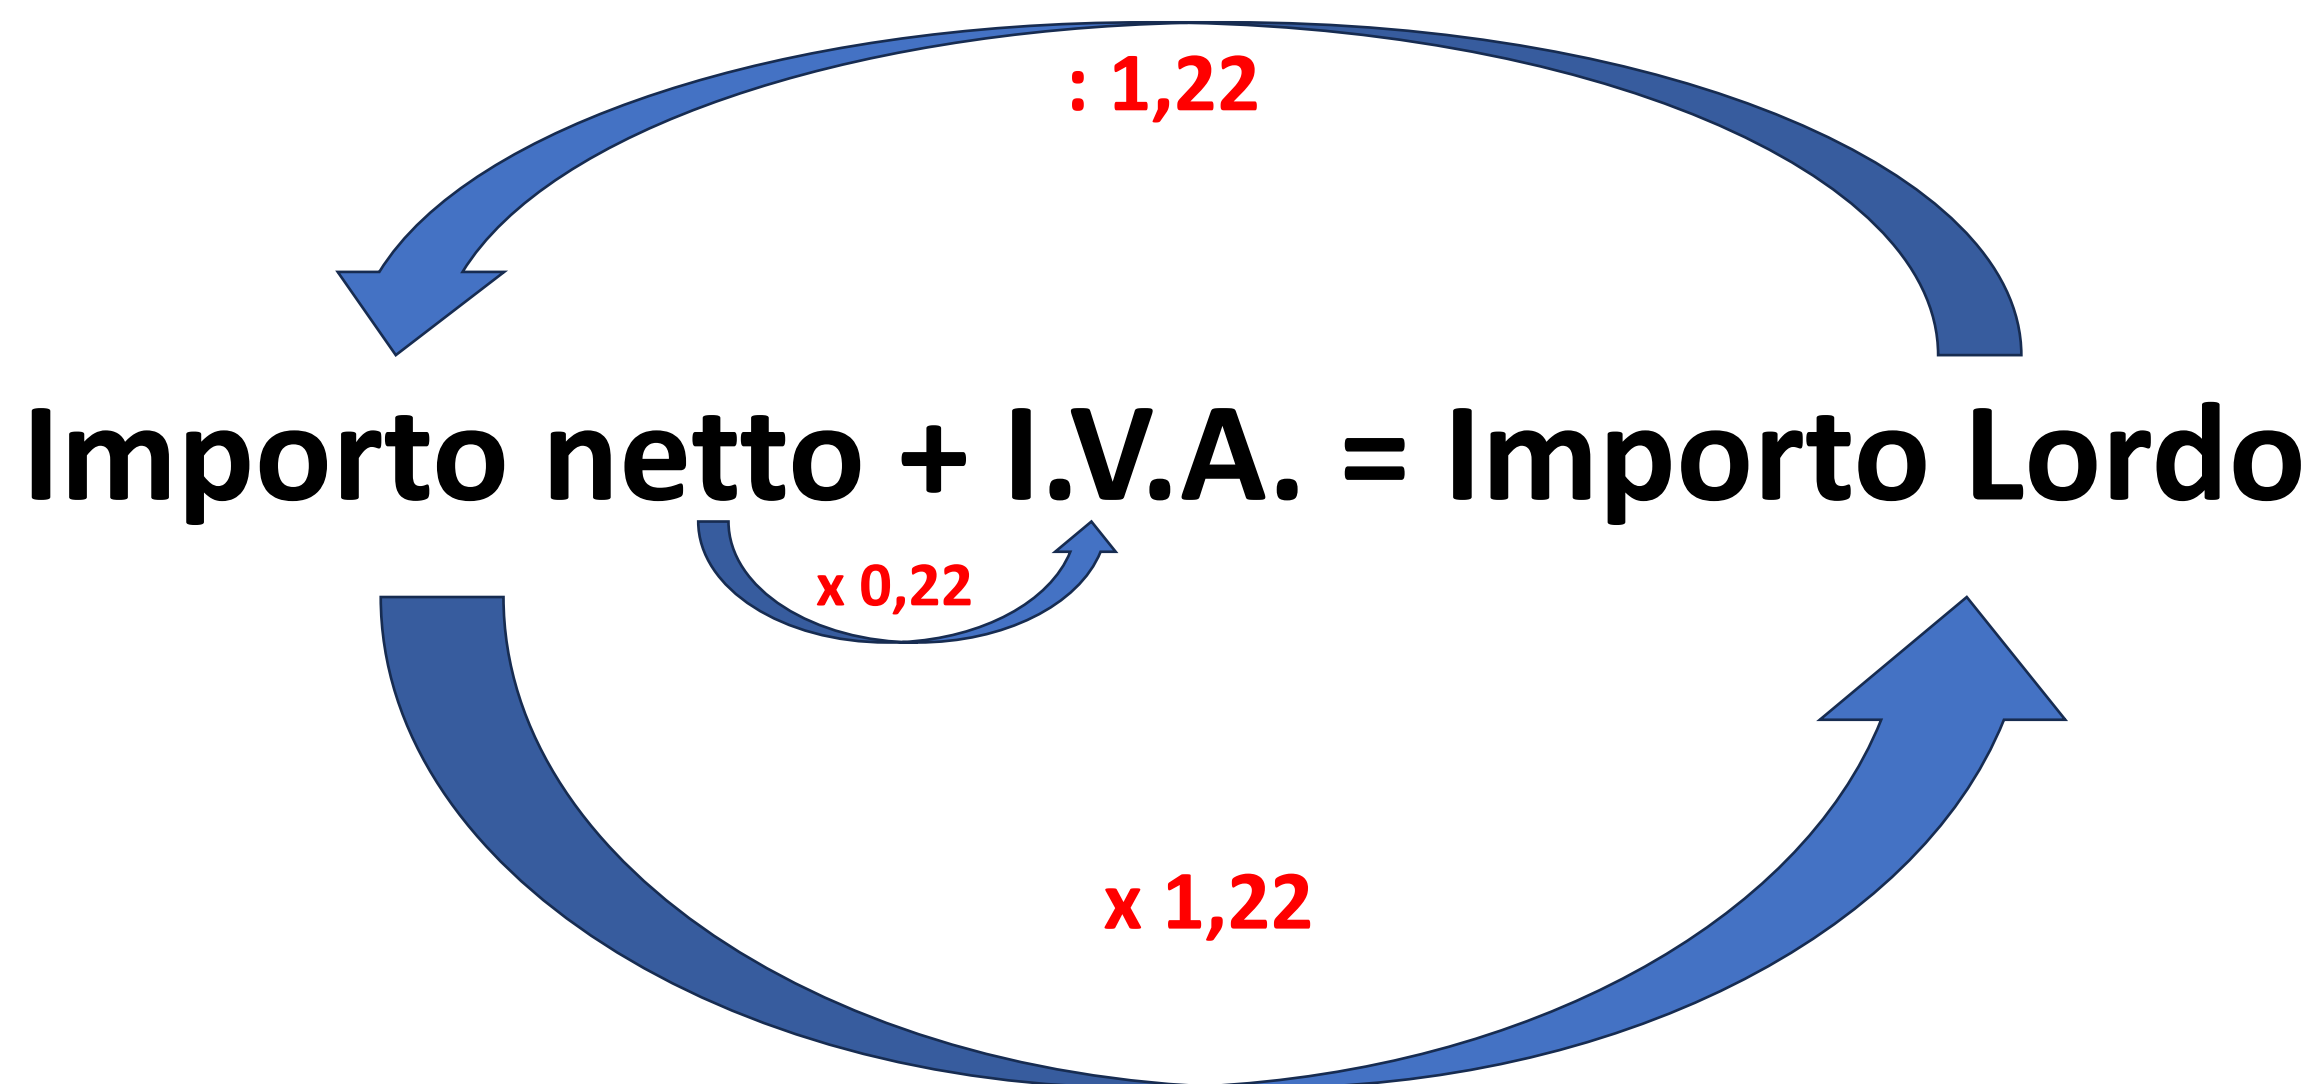 : 1,22
Importo netto + I.V.A. = Importo Lordo
x 0,22
x 1,22